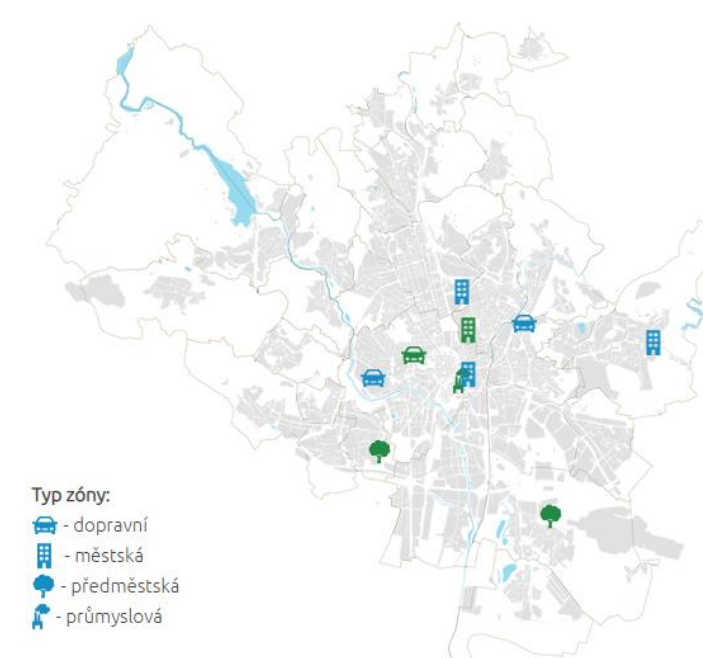 Typ zóny:
- dopravní
- městská
- předměstská
- průmyslová